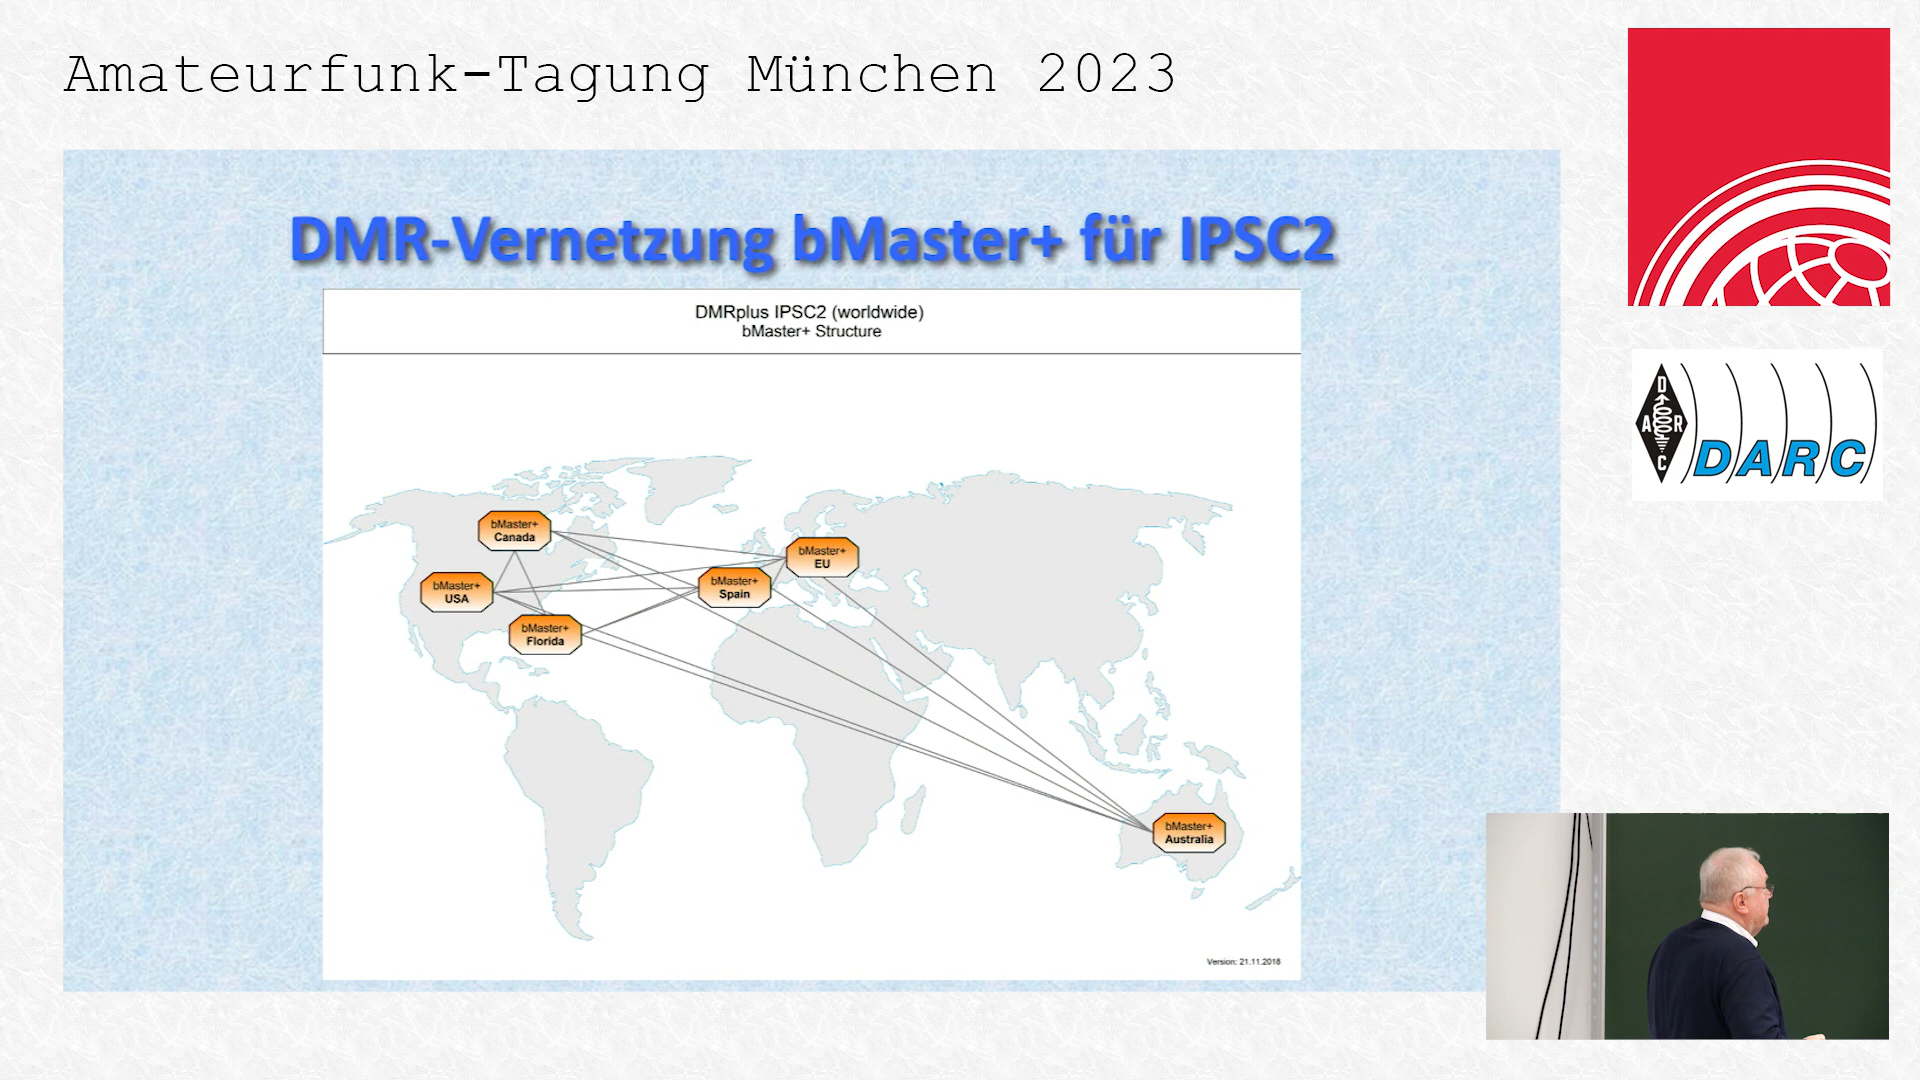 Amateurfunk-Tagung München 2023
DMR-Vernetzung bMaster+ für IPSC2
DMRplus IPSC2 (worldwide)
bMaster+ Structure
bMaster+
Canada
bMaster+
EU
bMaster+
USA
bMaster+
Spain
bMaster+
Florida
bMaster+
Australia
Version: 21.11.2018
D
A R
C
DARC